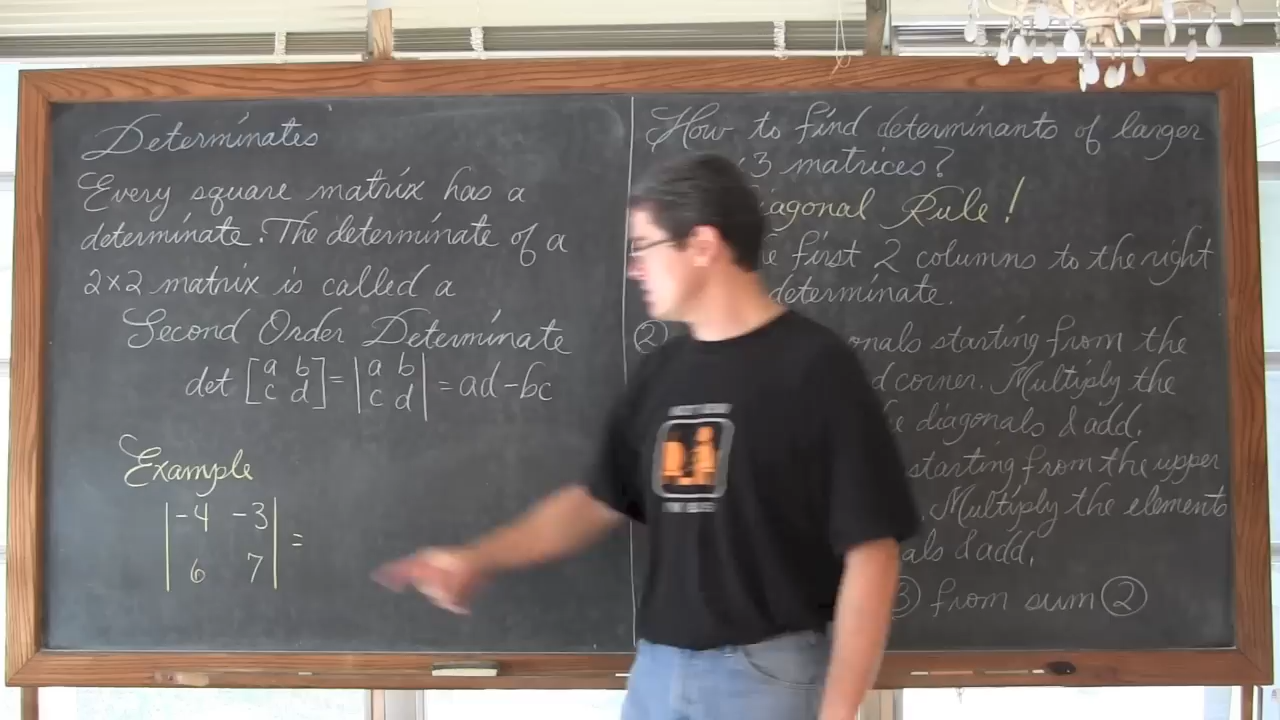 Determinates
Every square matrix has a
determinate. The determinate of a
2×2 matrix is called a
Second Order Determinate
det [a b] = |a b| = ad-bc
[c d] |c d|
Example
|-4 -3| =
|6 7|
How to find determinants of larger
3 matrices?
Diagonal Rule!
first 2 columns to the right
determinate.
②
starting from the
corner. Multiply the
diagonals & add.
starting from the upper
Multiply the elements
& add.
③ from sum ②